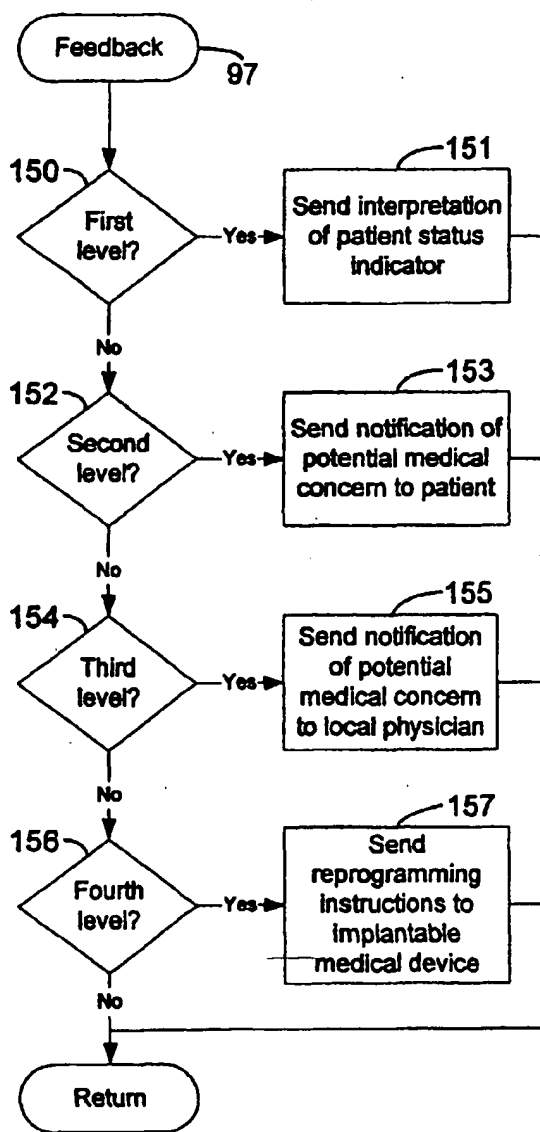 Feedback
97
150
First
level?
Yes
151
Send interpretation
of patient status
indicator
No
152
Second
level?
Yes
153
Send notification of
potential medical
concern to patient
No
154
Third
level?
Yes
155
Send notification
of potential
medical concern
to local physician
No
156
Fourth
level?
Yes
157
Send
reprogramming
instructions to
implantable
medical device
No
Return